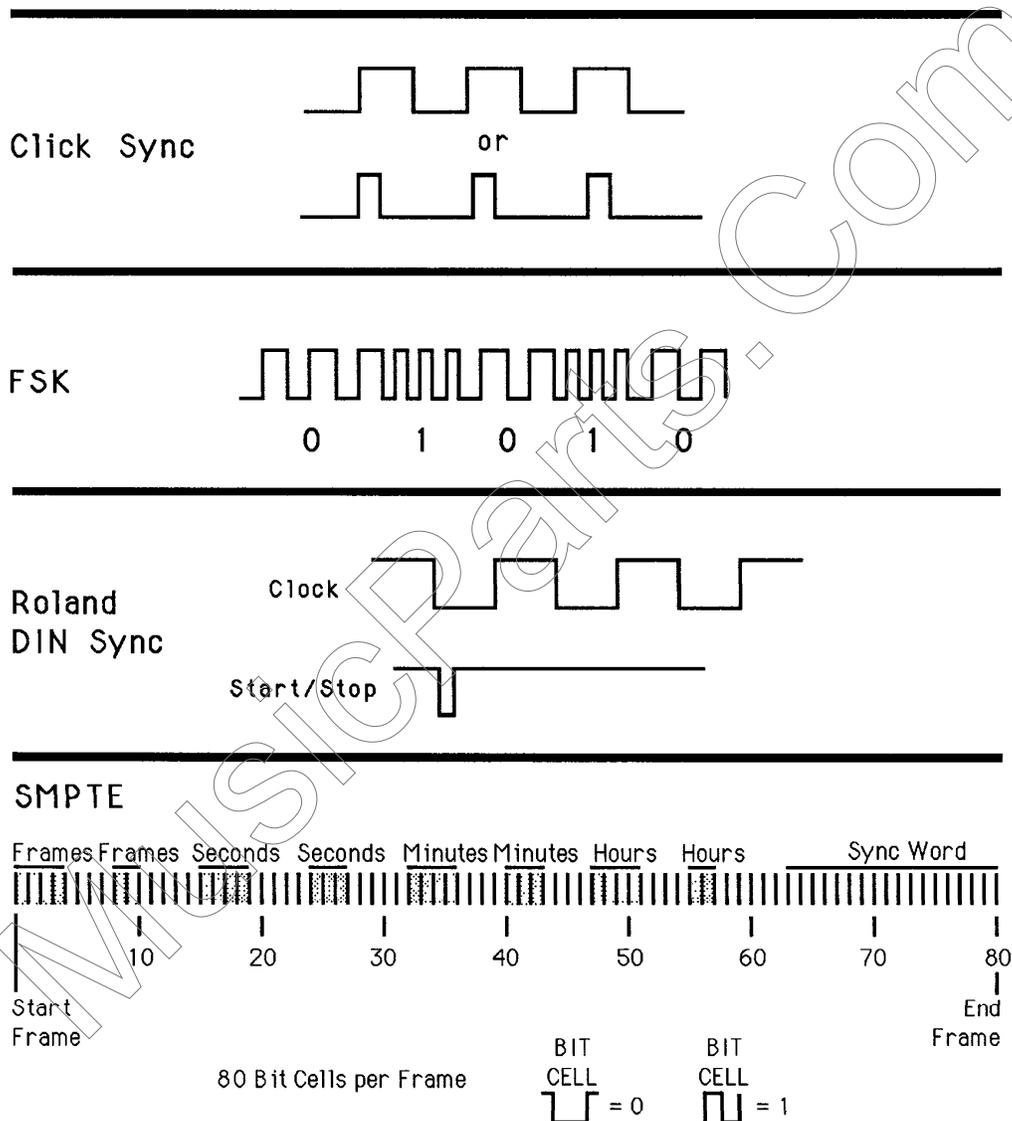 Click Sync
or
FSK
0 1 0 1 0
Roland
DIN Sync
Clock
Start/Stop
SMPTE
Frames Frames Seconds Seconds Minutes Minutes Hours Hours Sync Word
10 20 30 40 50 60 70 80
Start
Frame
End
Frame
80 Bit Cells per Frame
BIT
CELL
= 0
BIT
CELL
= 1
MusicParts.Com